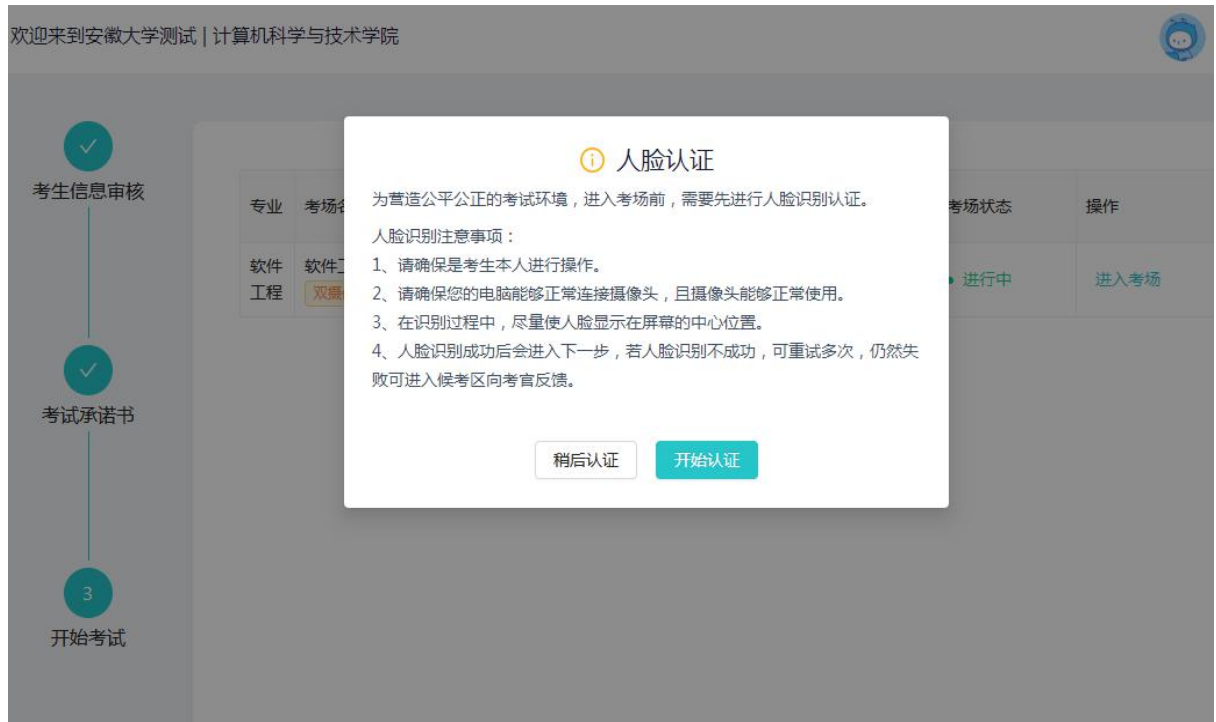 欢迎来到安徽大学测试 | 计算机科学与技术学院
人脸认证
为营造公平公正的考试环境，进入考场前，需要先进行人脸识别认证。
人脸识别注意事项：
1、请确保是考生本人进行操作。
2、请确保您的电脑能够正常连接摄像头，且摄像头能够正常使用。
3、在识别过程中，尽量使人脸显示在屏幕的中心位置。
4、人脸识别成功后会进入下一步，若人脸识别不成功，可重试多次，仍然失
败可进入候考区向考官反馈。
稍后认证 开始认证
考生信息审核
考试承诺书
3
开始考试
专业 考场 考场状态 操作
软件 软件
工程 双摄 进行中 进入考场